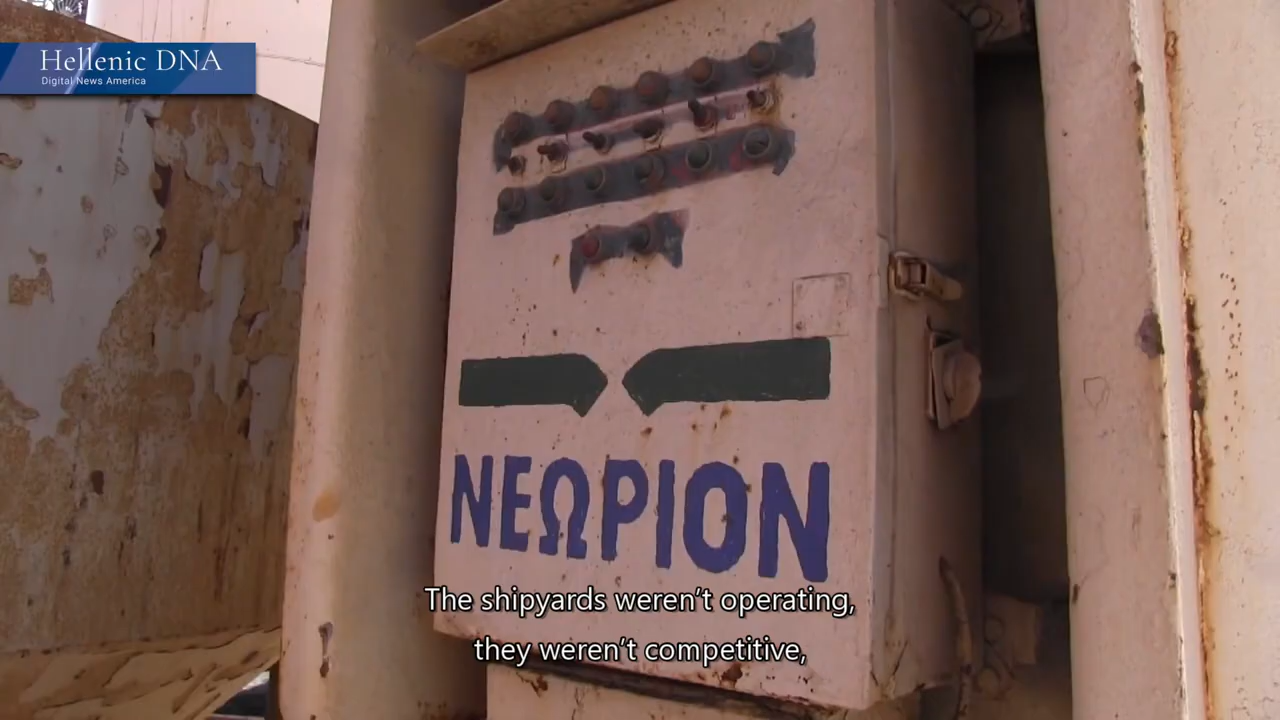 Hellenic DNA
Digital News America
ΝΕΩΡΙΟΝ
The shipyards weren't operating,
they weren't competitive,